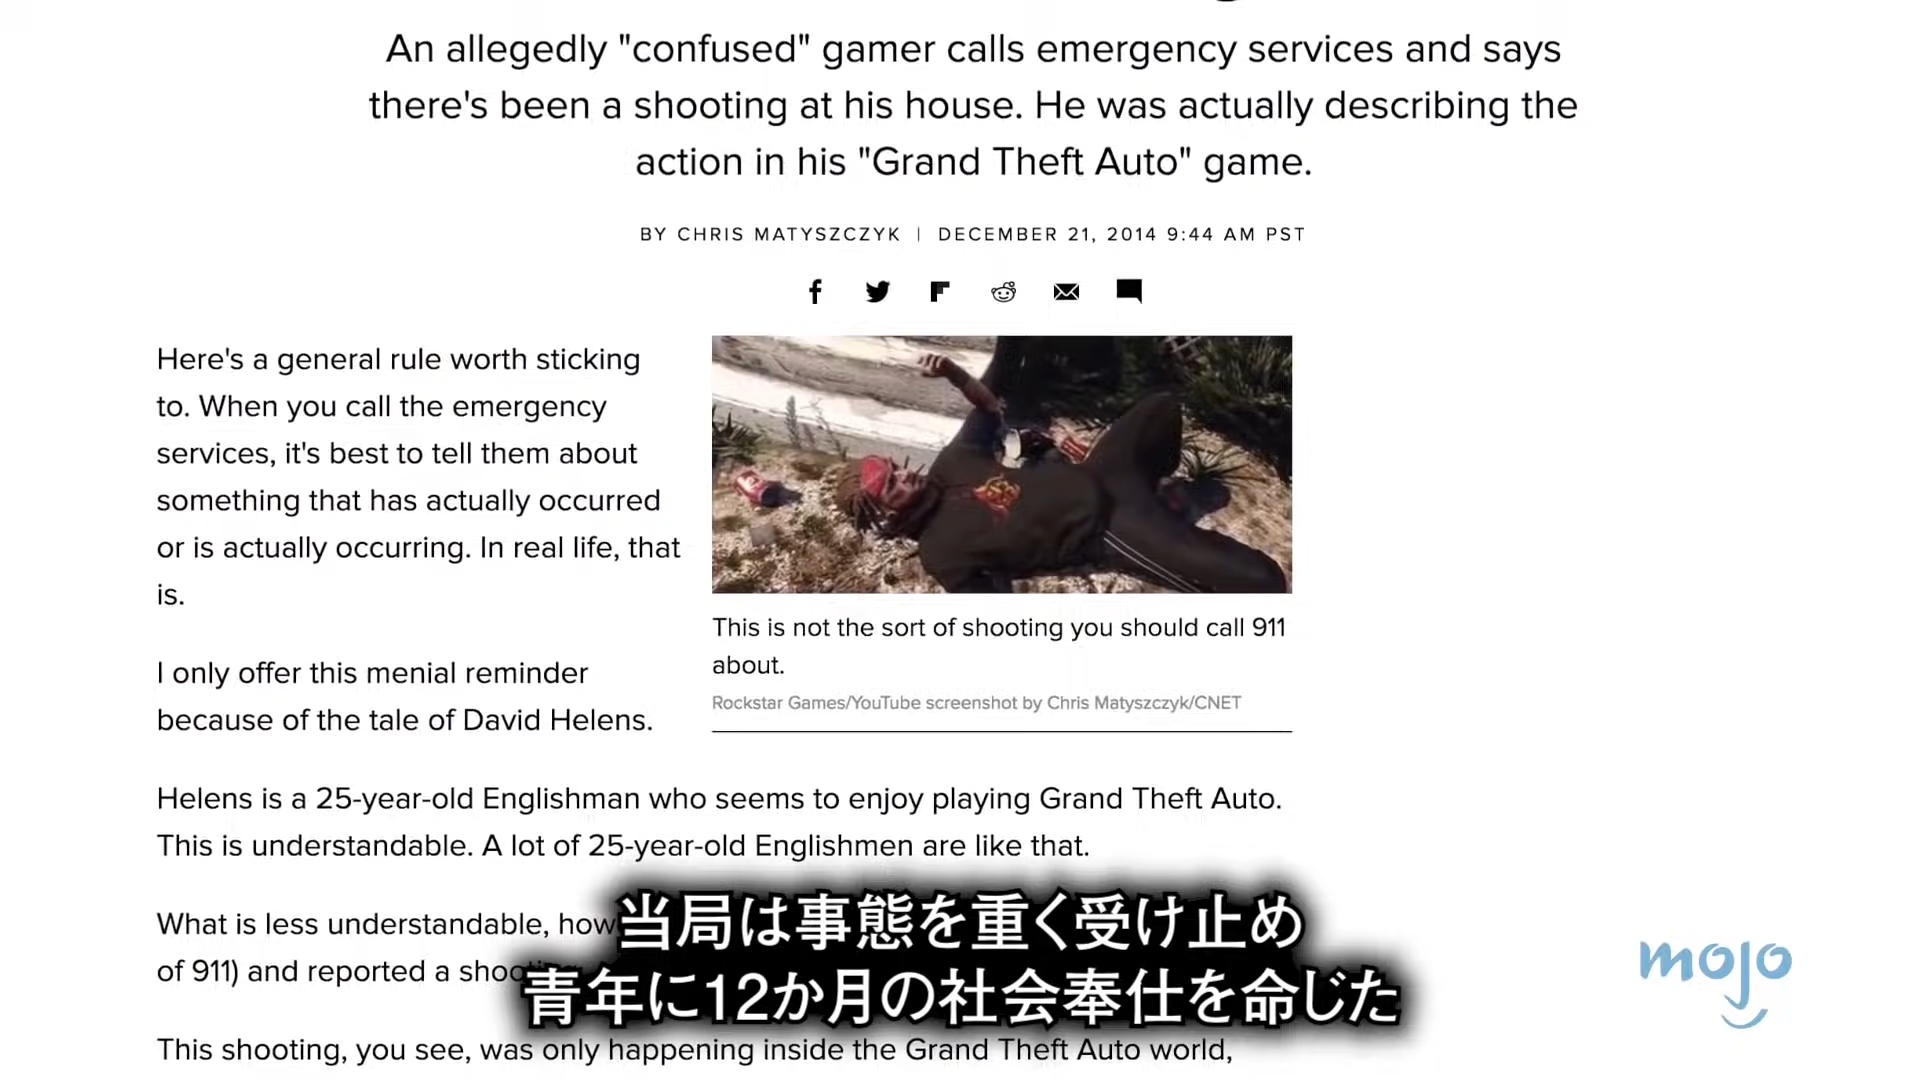 An allegedly "confused" gamer calls emergency services and says
there's been a shooting at his house. He was actually describing the
action in his "Grand Theft Auto" game.
BY CHRIS MATYSZCZYK | DECEMBER 21, 2014 9:44 AM PST
Here's a general rule worth sticking
to. When you call the emergency
services, it's best to tell them about
something that has actually occurred
or is actually occurring. In real life, that
is.
I only offer this menial reminder
because of the tale of David Helens.
This is not the sort of shooting you should call 911
about.
Rockstar Games/YouTube screenshot by Chris Matyszczyk/CNET
Helens is a 25-year-old Englishman who seems to enjoy playing Grand Theft Auto.
This is understandable. A lot of 25-year-old Englishmen are like that.
What is less understandable, how
of 911) and reported a shoo
This shooting, you see, was only happening inside the Grand Theft Auto world,
当局は事態を重く受け止め
青年に12か月の社会奉仕を命じた
mojo